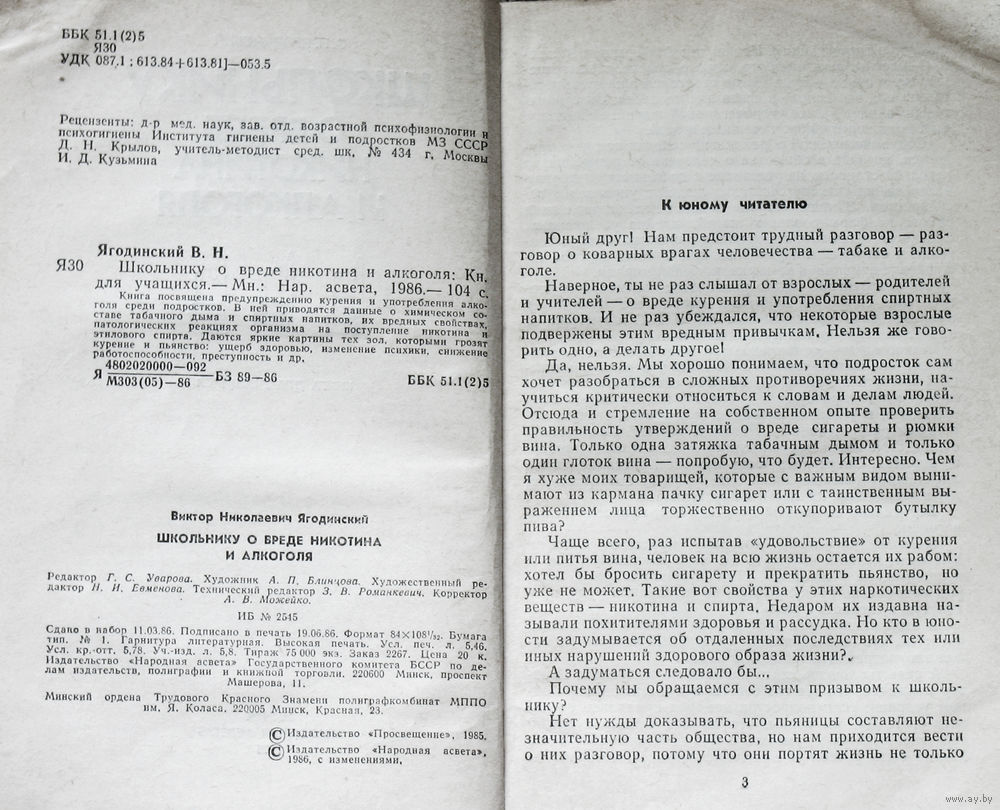 ББК 51.1(2)5
Я30
УДК 087.1 : 613.84+613.81]—053.5
Рецензенты: д-р мед. наук, зав. отд. возрастной психофизиологии и
психогигиены Института гигиены детей и подростков МЗ СССР
Д. Н. Крылов, учитель-методист сред. шк. № 434 г. Москвы
И. Д. Кузьмина
Ягодинский В. Н.
Я30 Школьнику о вреде никотина и алкоголя: Кн.
для учащихся.— Мн.: Нар. асвета, 1986.— 104 с.
Книга посвящена предупреждению курения и употребления алко-
голя среди подростков. В ней приводятся данные о химическом со-
ставе табачного дыма и спиртных напитков, их вредных свойствах,
патологических реакциях организма на поступление никотина и
этилового спирта. Даются яркие картины тех зол, которыми грозят
курение и пьянство: ущерб здоровью, изменение психики, снижение
работоспособности, преступность и др.
Я 4802020000—092
М303(05)—86 —БЗ 89—86 ББК 51.1(2)5
Виктор Николаевич Ягодинский
ШКОЛЬНИКУ О ВРЕДЕ НИКОТИНА
И АЛКОГОЛЯ
Редактор Г. С. Уварова. Художник А. П. Блинцова. Художественный ре-
дактор Н. И. Евменова. Технический редактор З. В. Романкевич. Корректор
А. В. Можейко.
ИБ № 2545
Сдано в набор 11.03.86. Подписано в печать 19.06.86. Формат 84×108¹/₃₂. Бумага
тип. № 1. Гарнитура литературная. Высокая печать. Усл. печ. л. 5,46.
Усл. кр.-отт. 5,78. Уч.-изд. л. 5,8. Тираж 75 000 экз. Заказ 2267. Цена 20 к.
Издательство «Народная асвета» Государственного комитета БССР по де-
лам издательств, полиграфии и книжной торговли. 220600 Минск, проспект
Машерова, 11.
Минский ордена Трудового Красного Знамени полиграфкомбинат МППО
им. Я. Коласа. 220005 Минск, Красная, 23.
© Издательство «Просвещение», 1985.
© Издательство «Народная асвета»,
1986, с изменениями.
К юному читателю
Юный друг! Нам предстоит трудный разговор — раз-
говор о коварных врагах человечества — табаке и алко-
голе.
Наверное, ты не раз слышал от взрослых — родителей
и учителей — о вреде курения и употребления спиртных
напитков. И не раз убеждался, что некоторые взрослые
подвержены этим вредным привычкам. Нельзя же гово-
рить одно, а делать другое!
Да, нельзя. Мы хорошо понимаем, что подросток сам
хочет разобраться в сложных противоречиях жизни, на-
учиться критически относиться к словам и делам людей.
Отсюда и стремление на собственном опыте проверить
правильность утверждений о вреде сигареты и рюмки
вина. Только одна затяжка табачным дымом и только
один глоток вина — попробую, что будет. Интересно. Чем
я хуже моих товарищей, которые с важным видом выни-
мают из кармана пачку сигарет или с таинственным вы-
ражением лица торжественно откупоривают бутылку
пива?
Чаще всего, раз испытав «удовольствие» от курения
или питья вина, человек на всю жизнь остается их рабом:
хотел бы бросить сигарету и прекратить пьянство, но
уже не может. Такие вот свойства у этих наркотических
веществ — никотина и спирта. Недаром их издавна на-
зывали похитителями здоровья и рассудка. Но кто в юно-
сти задумывается об отдаленных последствиях тех или
иных нарушений здорового образа жизни?
А задуматься следовало бы...
Почему мы обращаемся с этим призывом к школь-
нику?
Нет нужды доказывать, что пьяницы составляют не-
значительную часть общества, но нам приходится вести
о них разговор, потому что они портят жизнь не только
3
www.ay.by